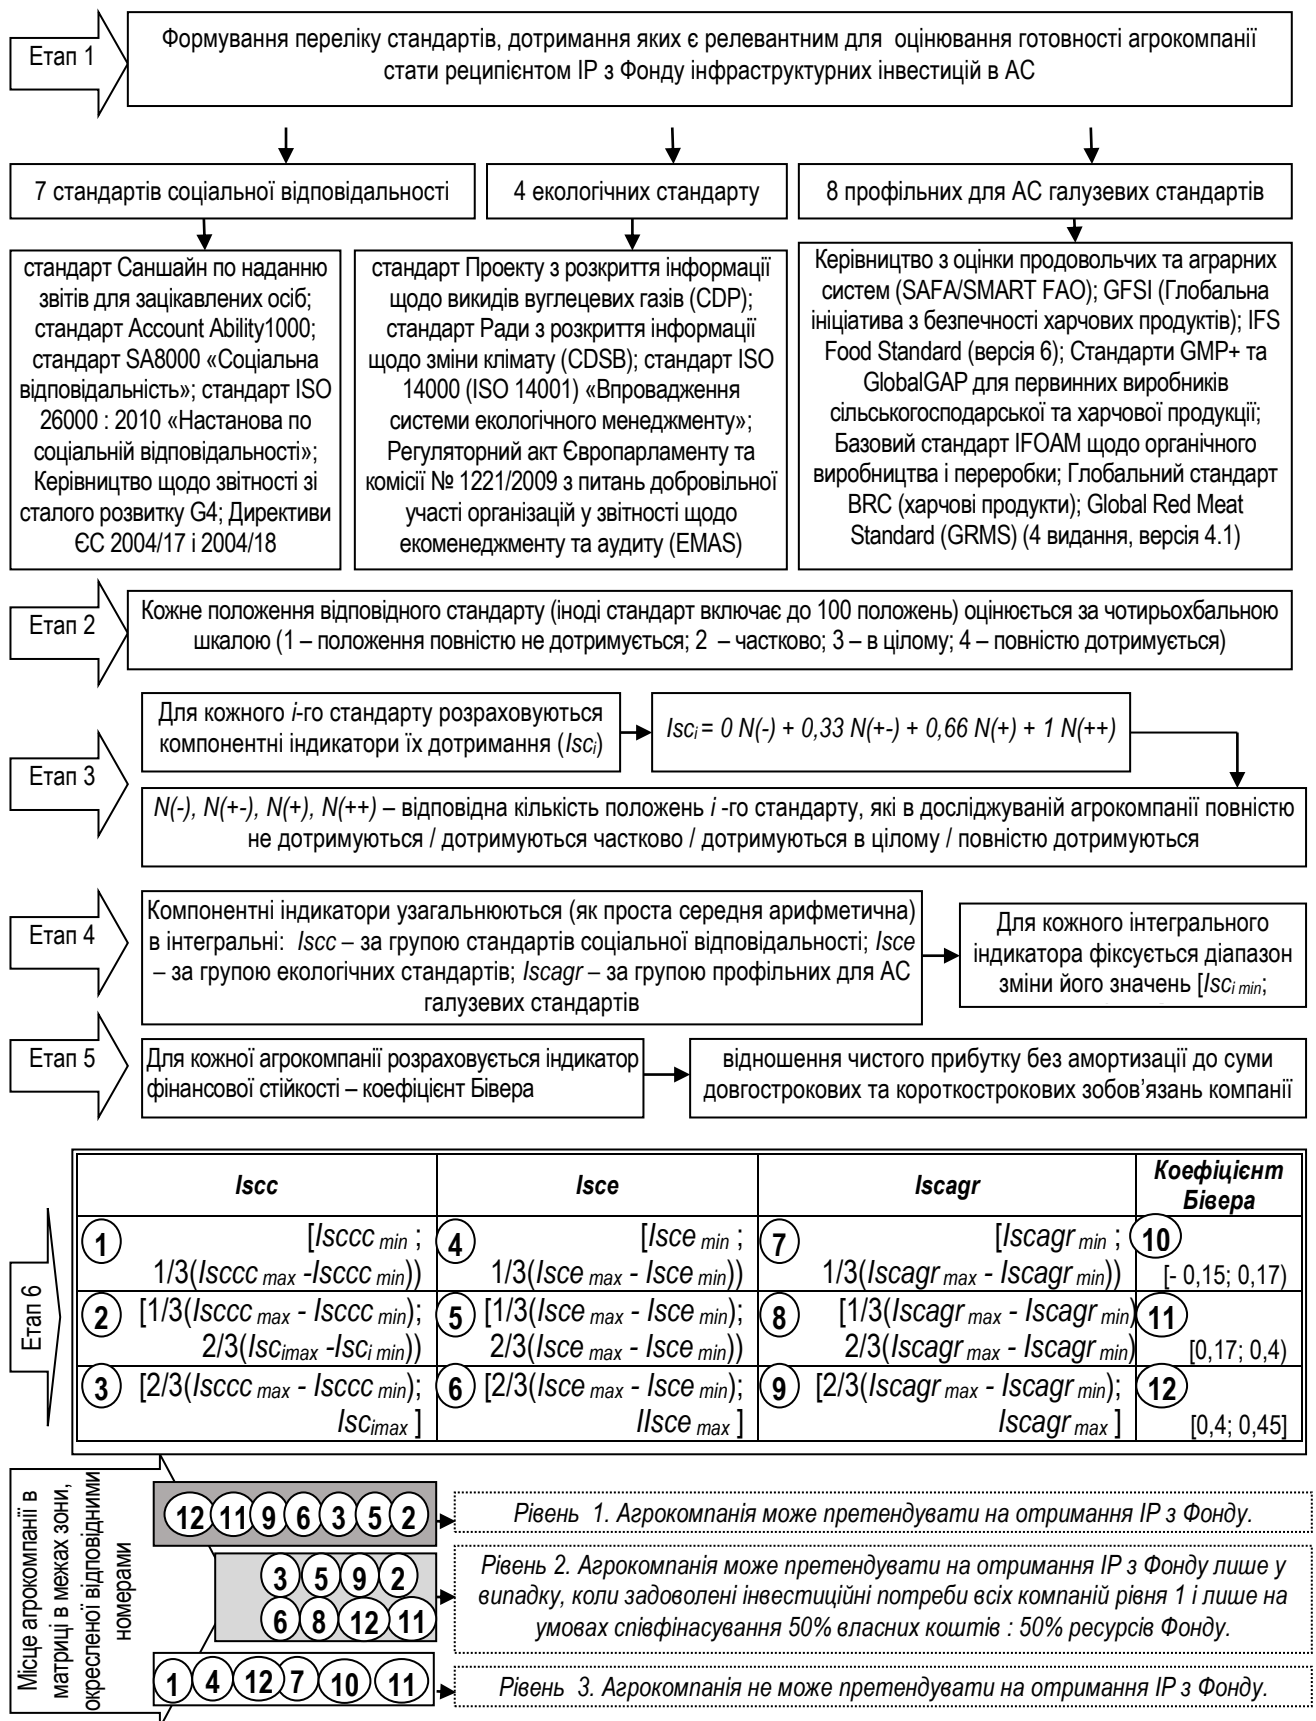 Етап 1
Формування переліку стандартів, дотримання яких є релевантним для оцінювання готовності агрокомпанії
стати реципієнтом ІР з Фонду інфраструктурних інвестицій в АС
7 стандартів соціальної відповідальності
4 екологічних стандарту
8 профільних для АС галузевих стандартів
стандарт Саншайн по наданню
звітів для зацікавлених осіб;
стандарт Account Ability1000;
стандарт SA8000 «Соціальна
відповідальність»; стандарт ISO
26000 : 2010 «Настанова по
соціальній відповідальності»;
Керівництво щодо звітності зі
сталого розвитку G4; Директиви
ЄС 2004/17 і 2004/18
стандарт Проекту з розкриття інформації
щодо викидів вуглецевих газів (CDP);
стандарт Ради з розкриття інформації
щодо зміни клімату (CDSB); стандарт ISO
14000 (ISO 14001) «Впровадження
системи екологічного менеджменту»;
Регуляторний акт Європарламенту та
комісії № 1221/2009 з питань добровільної
участі організацій у звітності щодо
екоменеджменту та аудиту (EMAS)
Керівництво з оцінки продовольчих та аграрних
систем (SAFA/SMART FAO); GFSI (Глобальна
ініціатива з безпечності харчових продуктів); IFS
Food Standard (версія 6); Стандарти GMP+ та
GlobalGAP для первинних виробників
сільськогосподарської та харчової продукції;
Базовий стандарт IFOAM щодо органічного
виробництва і переробки; Глобальний стандарт
BRC (харчові продукти); Global Red Meat
Standard (GRMS) (4 видання, версія 4.1)
Етап 2
Кожне положення відповідного стандарту (іноді стандарт включає до 100 положень) оцінюється за чотирьохбальною
шкалою (1 – положення повністю не дотримується; 2 – частково; 3 – в цілому; 4 – повністю дотримується)
Етап 3
Для кожного i-го стандарту розраховуються
компонентні індикатори їх дотримання (Isci)
Isci = 0 N(-) + 0,33 N(+-) + 0,66 N(+) + 1 N(++)
N(-), N(+-), N(+), N(++) – відповідна кількість положень i -го стандарту, які в досліджуваній агрокомпанії повністю
не дотримуються / дотримуються частково / дотримуються в цілому / повністю дотримуються
Етап 4
Компонентні індикатори узагальнюються (як проста середня арифметична)
в інтегральні: Iscc – за групою стандартів соціальної відповідальності; Isce
– за групою екологічних стандартів; Iscagr – за групою профільних для АС
галузевих стандартів
Для кожного інтегрального
індикатора фіксується діапазон
зміни його значень [Isci min;
Етап 5
Для кожної агрокомпанії розраховується індикатор
фінансової стійкості – коефіцієнт Бівера
відношення чистого прибутку без амортизації до суми
довгострокових та короткострокових зобов’язань компанії
Етап 6
Iscc
Isce
Iscagr
Коефіцієнт
Бівера
1 [Isccc min ;
1/3(Isccc max -Isccc min))
4 [Isce min ;
1/3(Isce max - Isce min))
7 [Iscagr min ;
1/3(Iscagr max - Iscagr min))
10
[- 0,15; 0,17)
2 [1/3(Isccc max - Isccc min);
2/3(Iscimax -Isci min))
5 [1/3(Isce max - Isce min);
2/3(Isce max - Isce min))
8 [1/3(Iscagr max - Iscagr min)
2/3(Iscagr max - Iscagr min)
11
[0,17; 0,4)
3 [2/3(Isccc max - Isccc min);
Iscimax ]
6 [2/3(Isce max - Isce min);
IIsce max ]
9 [2/3(Iscagr max - Iscagr min);
Iscagr max ]
12
[0,4; 0,45]
Місце агрокомпанії в
матриці в межах зони,
окресленої відповідними
номерами
12 11 9 6 3 5 2
Рівень 1. Агрокомпанія може претендувати на отримання ІР з Фонду.
3 5 9 2
6 8 12 11
Рівень 2. Агрокомпанія може претендувати на отримання ІР з Фонду лише у
випадку, коли задоволені інвестиційні потреби всіх компаній рівня 1 і лише на
умовах співфінасування 50% власних коштів : 50% ресурсів Фонду.
1 4 12 7 10 11
Рівень 3. Агрокомпанія не може претендувати на отримання ІР з Фонду.